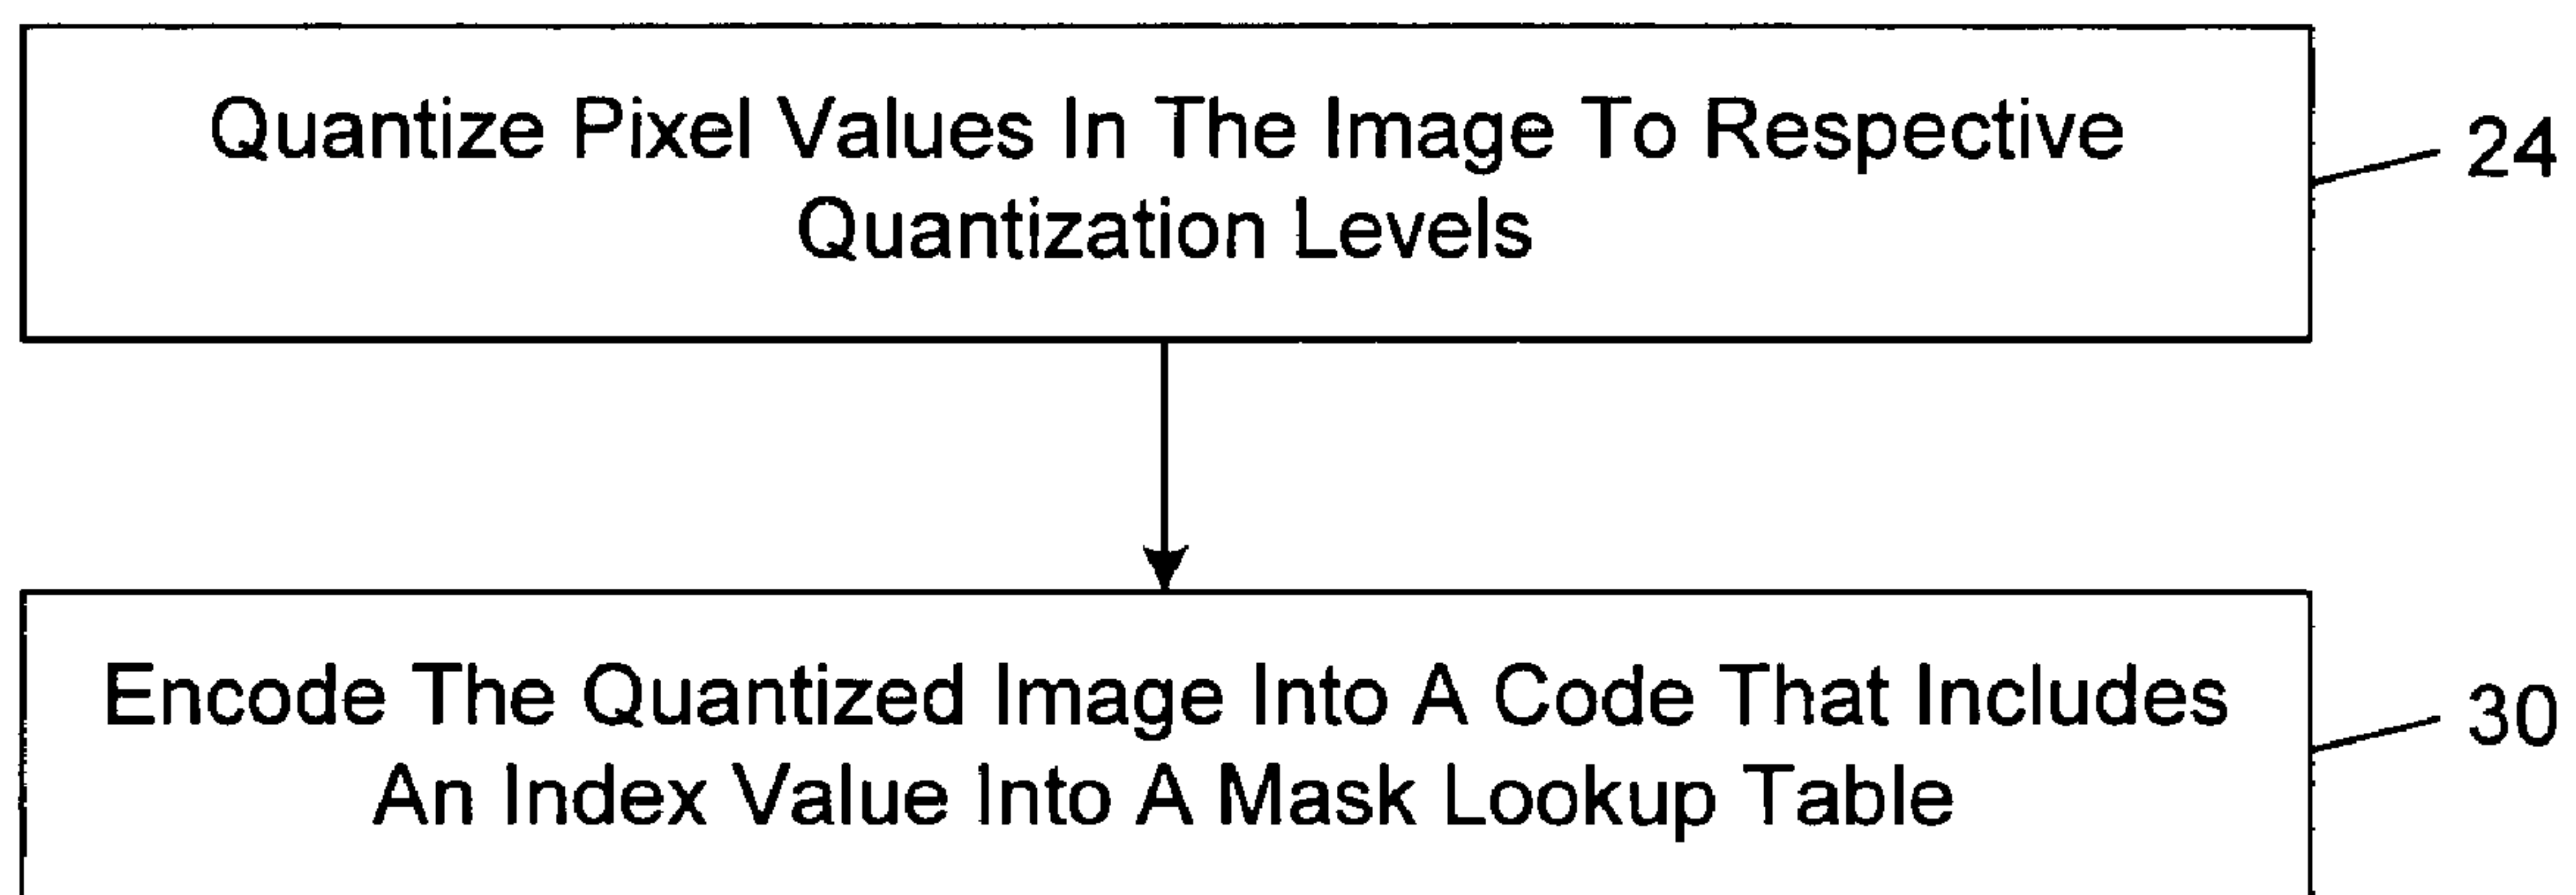 Quantize Pixel Values In The Image To Respective
Quantization Levels
24
Encode The Quantized Image Into A Code That Includes
An Index Value Into A Mask Lookup Table
30